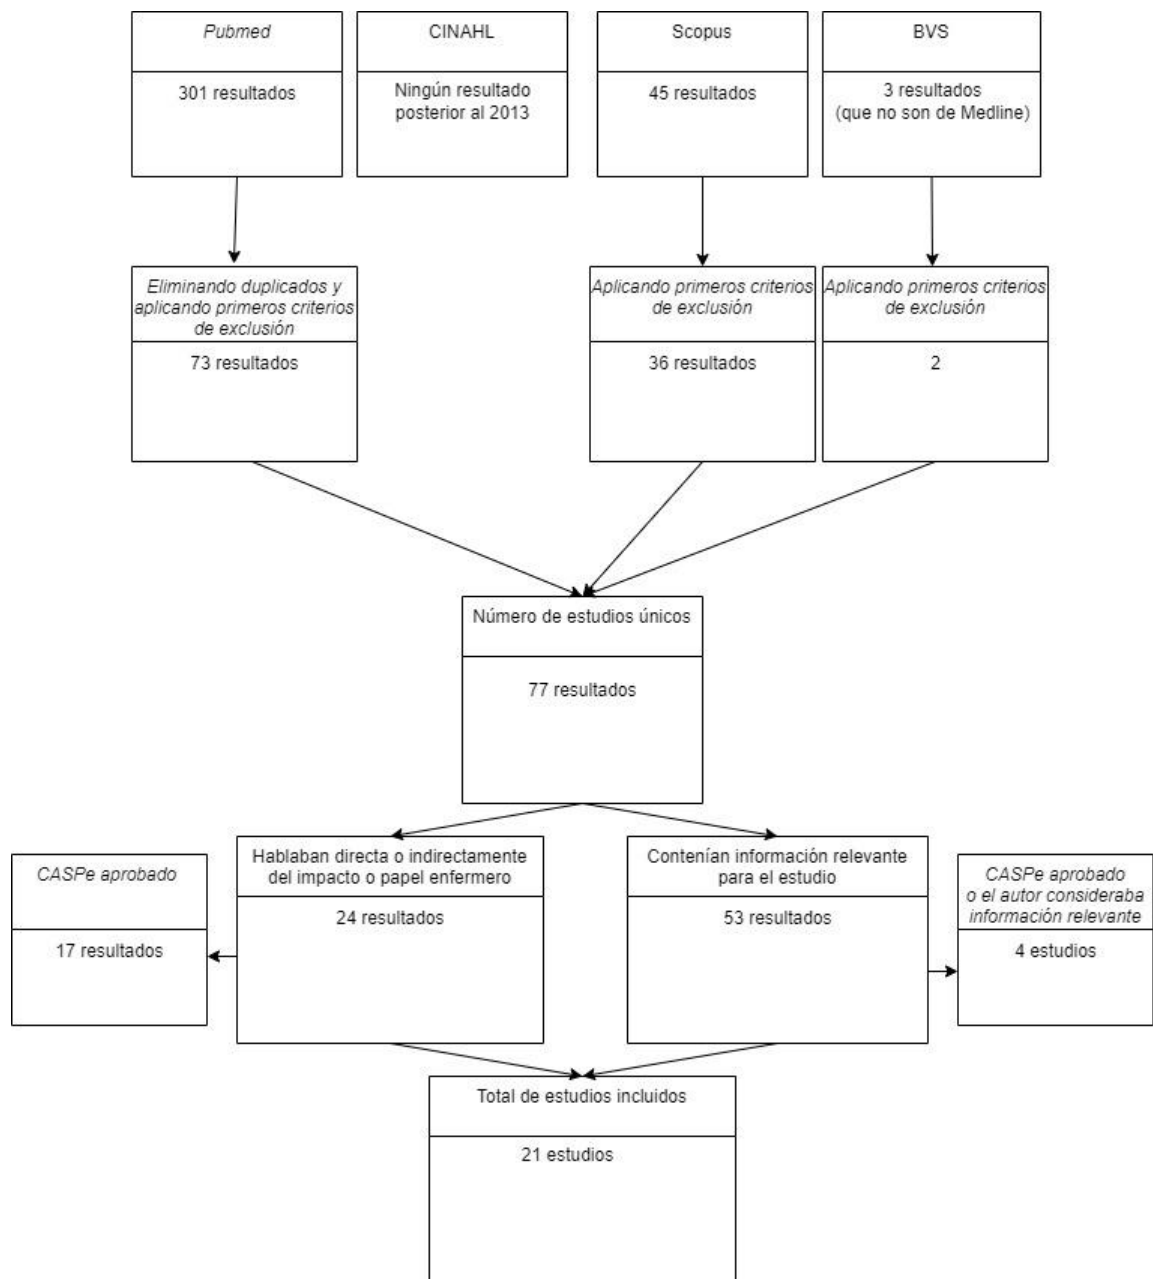 Pubmed
301 resultados
CINAHL
Ningún resultado
posterior al 2013
Scopus
45 resultados
BVS
3 resultados
(que no son de Medline)
Eliminando duplicados y
aplicando primeros criterios
de exclusión
73 resultados
Aplicando primeros criterios
de exclusión
36 resultados
Aplicando primeros criterios
de exclusión
2
Número de estudios únicos
77 resultados
CASPe aprobado
17 resultados
Hablaban directa o indirectamente
del impacto o papel enfermero
24 resultados
Contenían información relevante
para el estudio
53 resultados
CASPe aprobado
o el autor consideraba
información relevante
4 estudios
Total de estudios incluidos
21 estudios